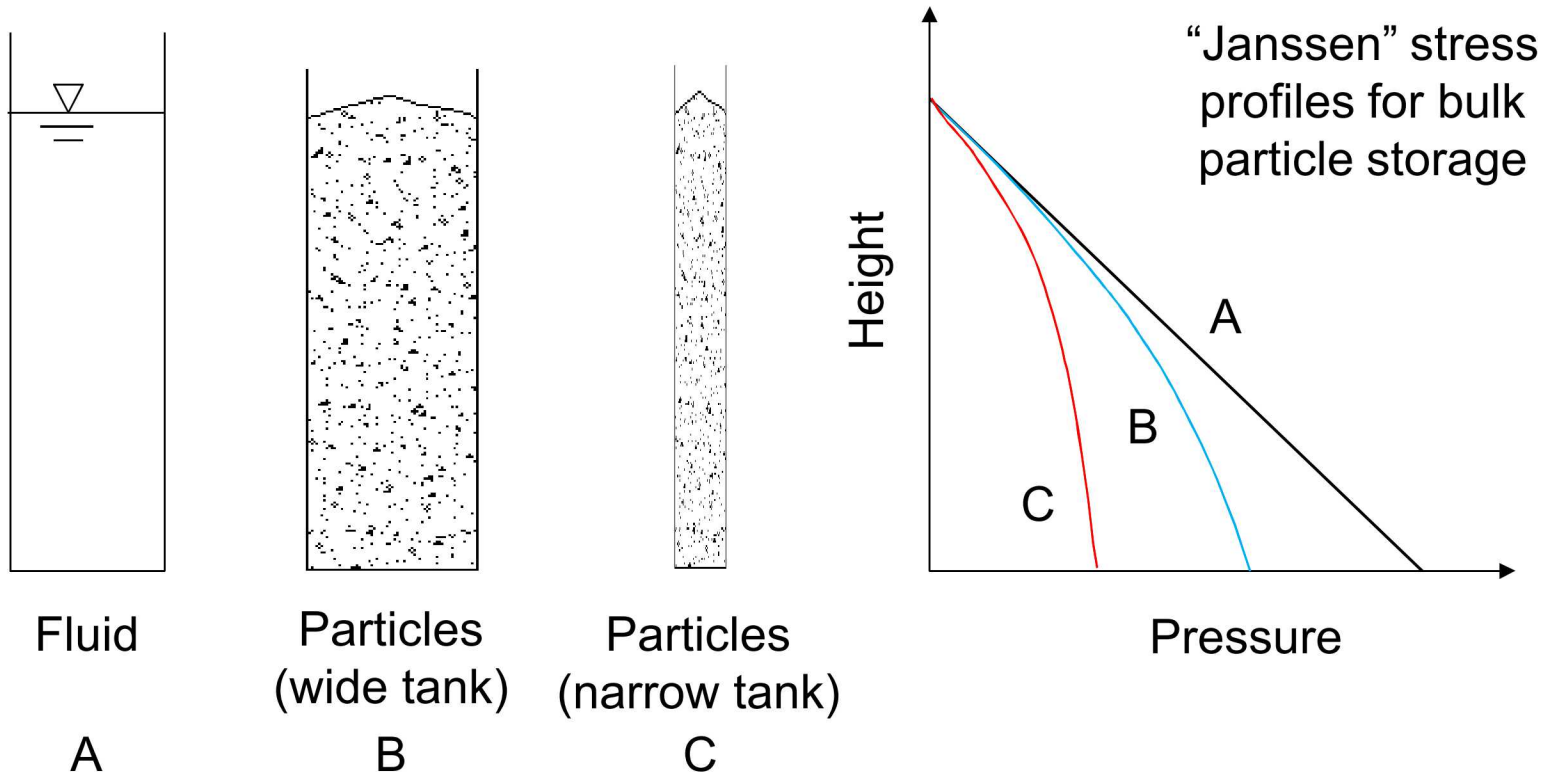 Fluid
A
Particles
(wide tank)
B
Particles
(narrow tank)
C
“Janssen” stress
profiles for bulk
particle storage
Height
A
B
C
Pressure